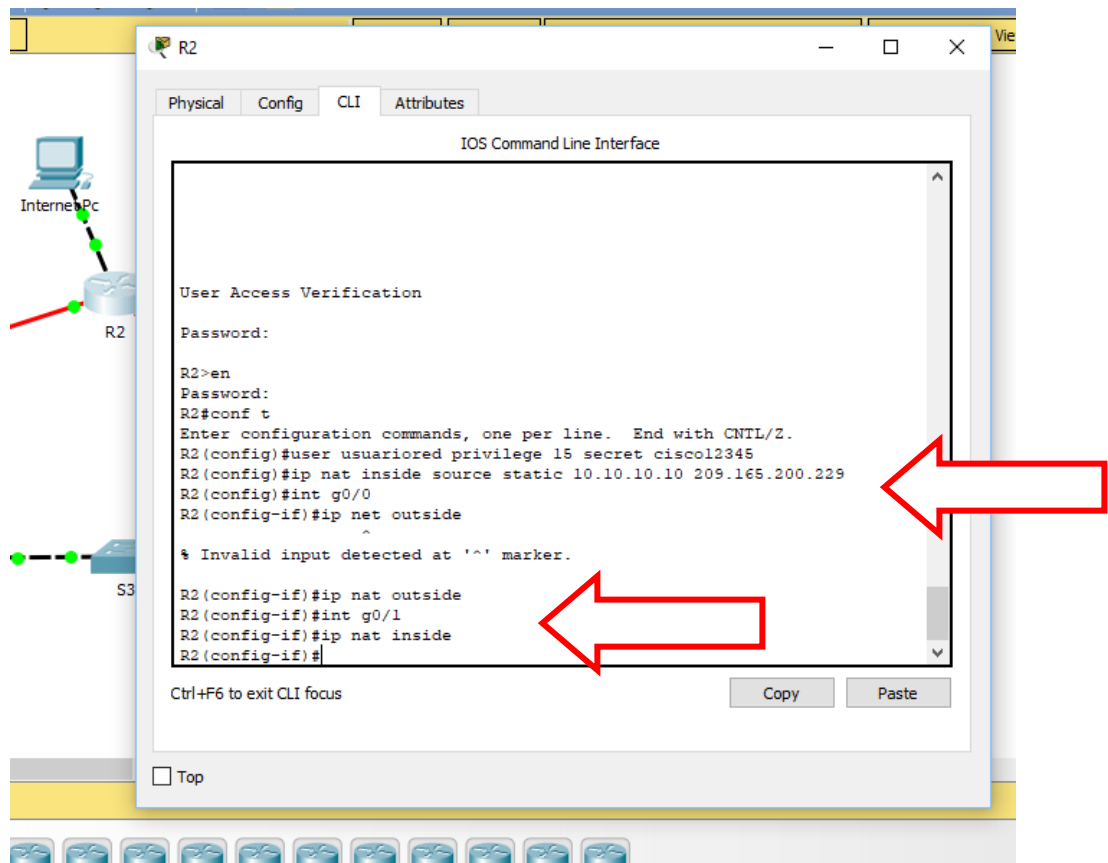 Vie
R2
Physical Config CLI Attributes
IOS Command Line Interface
Internet Pc
R2
S3
User Access Verification
Password:
R2>en
Password:
R2#conf t
Enter configuration commands, one per line. End with CNTL/Z.
R2(config)#user usuariored privilege 15 secret cisco12345
R2(config)#ip nat inside source static 10.10.10.10 209.165.200.229
R2(config)#int g0/0
R2(config-if)#ip net outside
^
% Invalid input detected at '^' marker.
R2(config-if)#ip nat outside
R2(config-if)#int g0/1
R2(config-if)#ip nat inside
R2(config-if)#
Ctrl+F6 to exit CLI focus
Copy Paste
Top